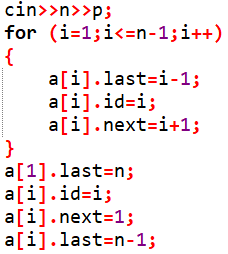 cin>>n>>p;
for (i=1;i<=n-1;i++)
{
a[i].last=i-1;
a[i].id=i;
a[i].next=i+1;
}
a[1].last=n;
a[i].id=i;
a[i].next=1;
a[i].last=n-1;